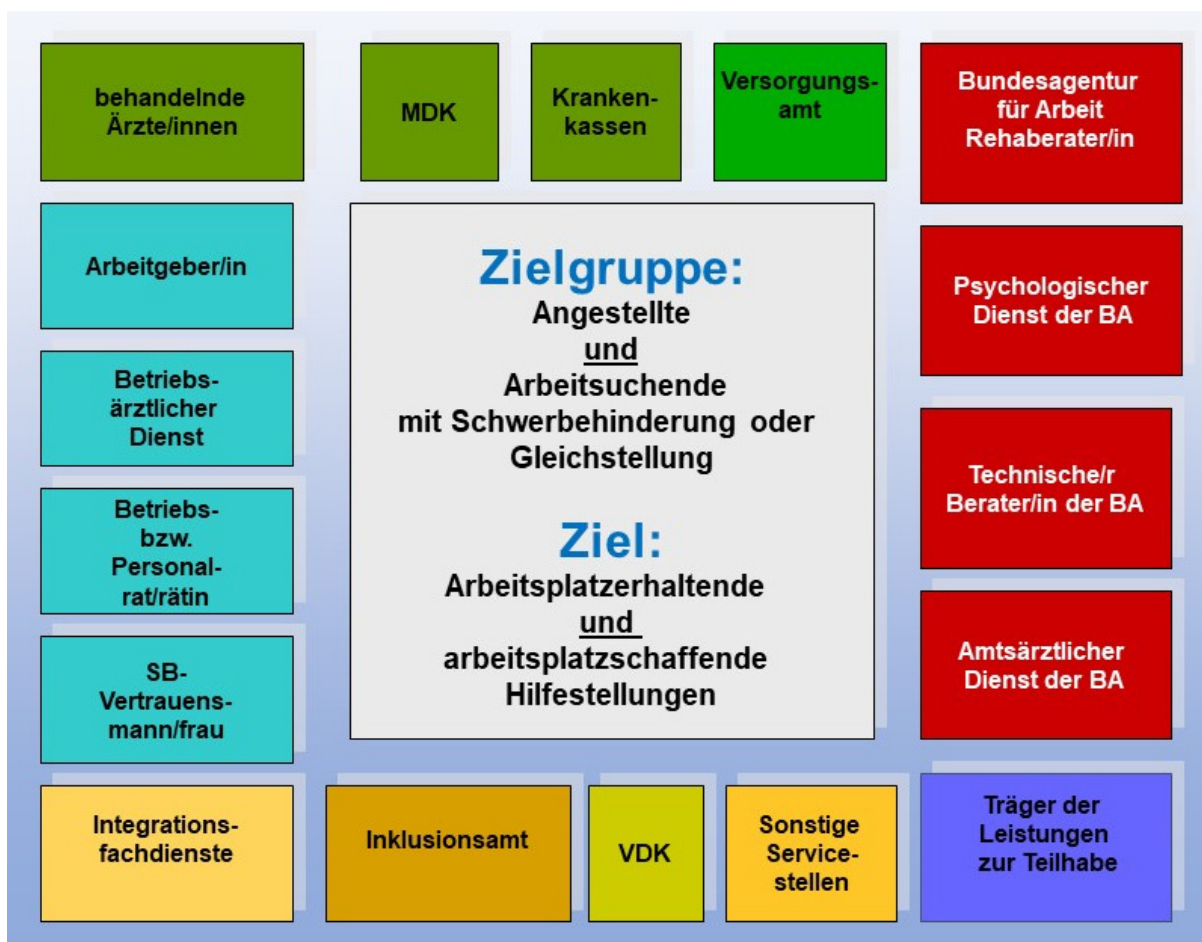 behandelnde
Ärzte/innen
MDK
Kranken-
kassen
Versorgungs-
amt
Bundesagentur
für Arbeit
Rehaberater/in
Arbeitgeber/in
Betriebs-
ärztlicher
Dienst
Betriebs-
bzw.
Personal-
rat/rätin
SB-
Vertrauens-
mann/frau
Zielgruppe:
Angestellte
und
Arbeitsuchende
mit Schwerbehinderung oder
Gleichstellung
Ziel:
Arbeitsplatzerhaltende
und
arbeitsplatzschaffende
Hilfestellungen
Psychologischer
Dienst der BA
Technische/r
Berater/in der BA
Amtsärztlicher
Dienst der BA
Integrations-
fachdienste
Inklusionsamt
VDK
Sonstige
Service-
stellen
Träger der
Leistungen
zur Teilhabe